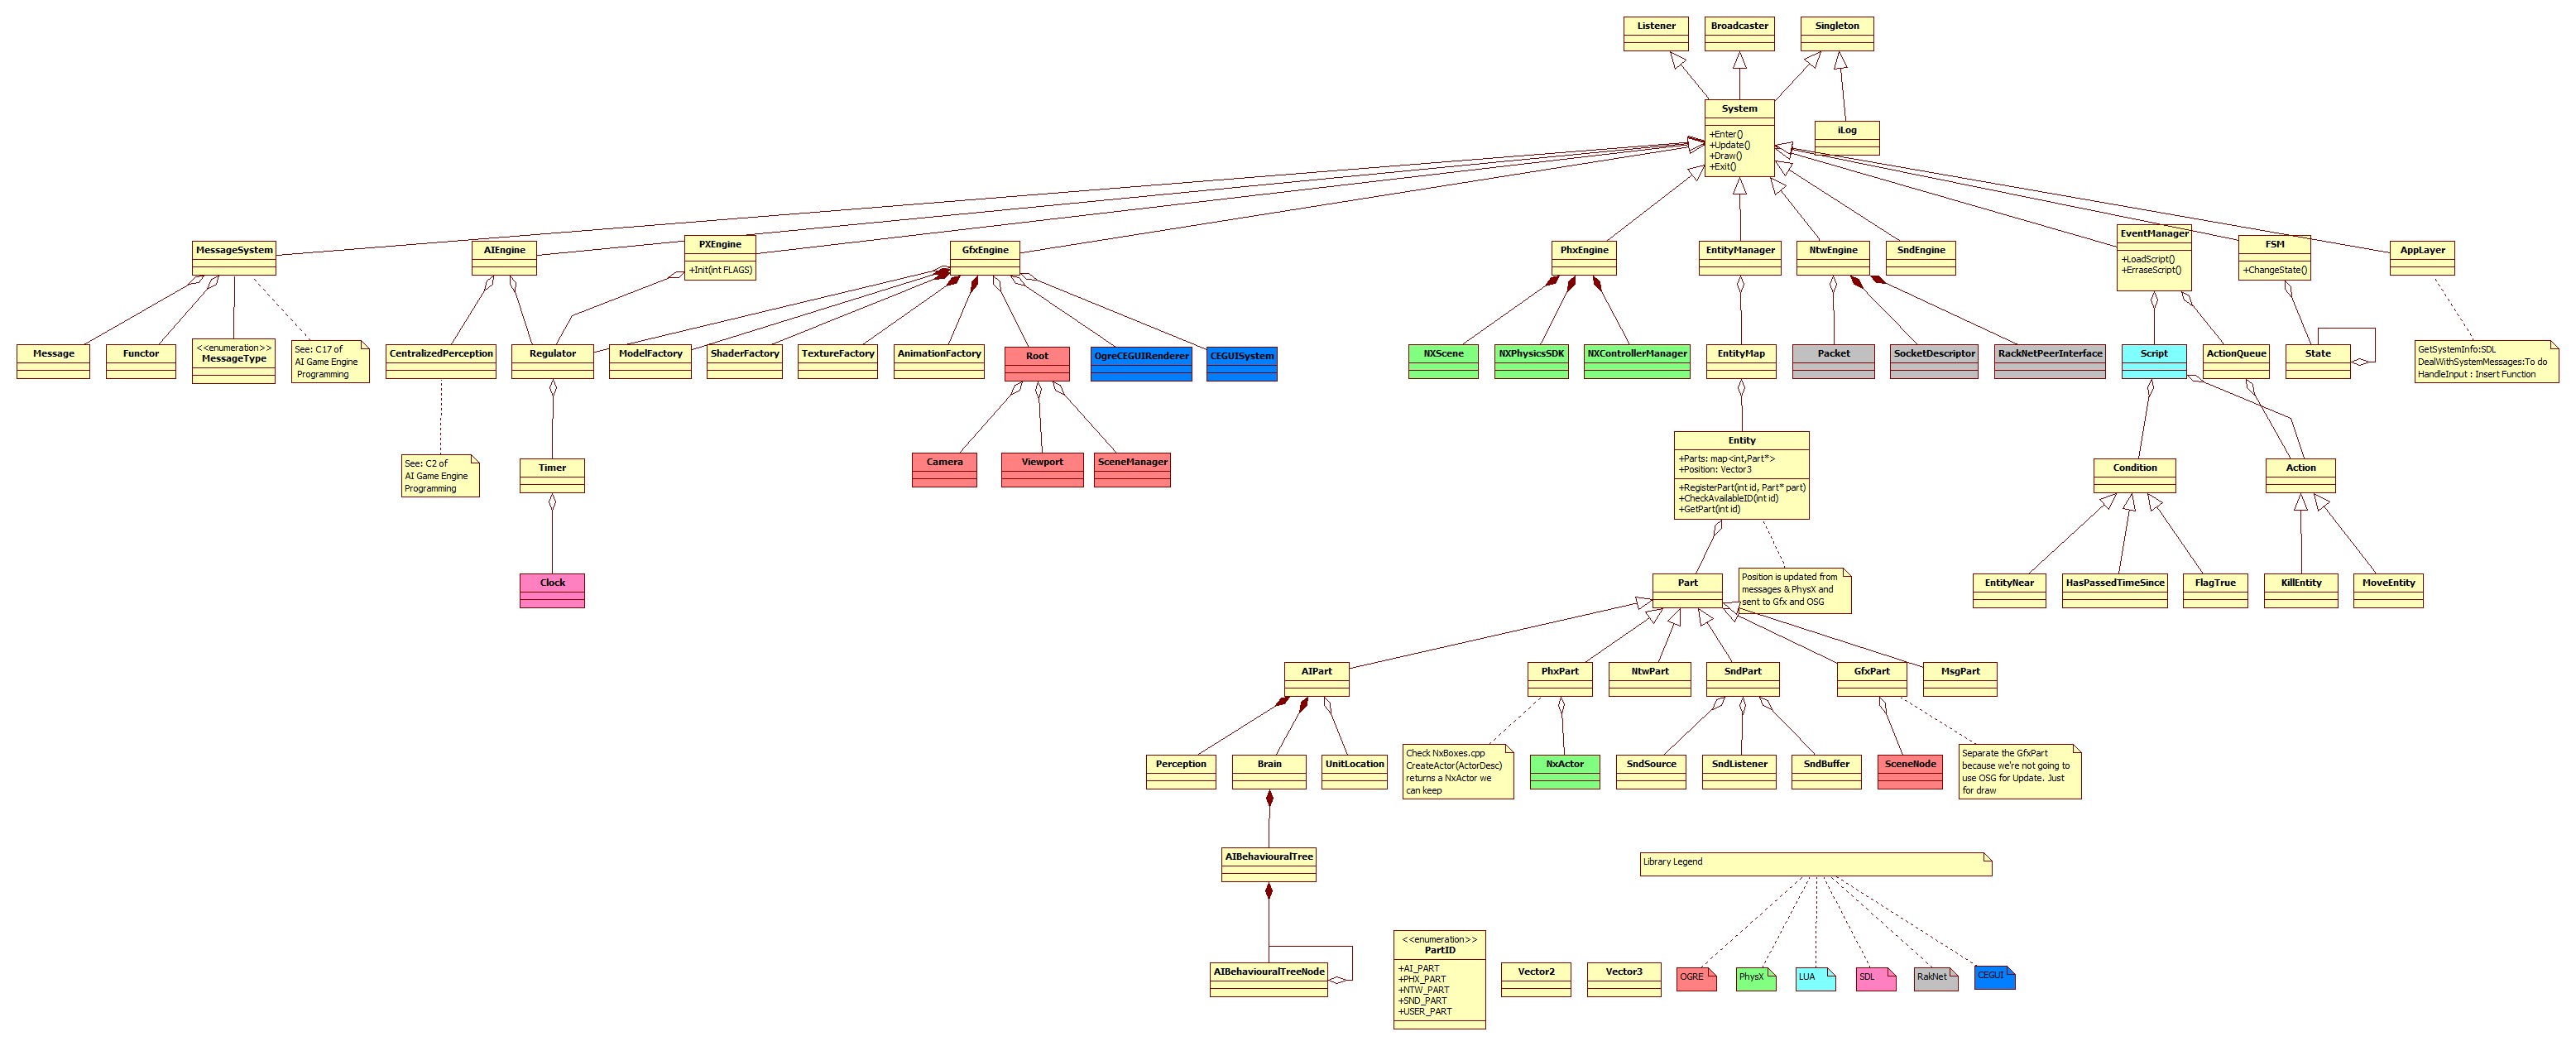 Listener
Broadcaster
Singleton
System
+Enter()
+Update()
+Draw()
+Exit()
iLog
MessageSystem
AIEngine
PXEngine
+Init(int FLAGS)
GfxEngine
PhxEngine
EntityManager
NtwEngine
SndEngine
EventManager
+LoadScript()
+ErraseScript()
FSM
+ChangeState()
AppLayer
Message
Functor
<<enumeration>>
MessageType
See: C17 of
AI Game Engine
Programming
CentralizedPerception
Regulator
ModelFactory
ShaderFactory
TextureFactory
AnimationFactory
Root
OgreCEGUIRenderer
CEGUISystem
NXScene
NXPhysicsSDK
NXControllerManager
EntityMap
Packet
SocketDescriptor
RackNetPeerInterface
Script
ActionQueue
State
GetSystemInfo:SDL
DealWithSystemMessages:To do
HandleInput : Insert Function
See: C2 of
AI Game Engine
Programming
Timer
Camera
Viewport
SceneManager
Entity
+Parts: map<int,Part*>
+Position: Vector3
+RegisterPart(int id, Part* part)
+CheckAvailableID(int id)
+GetPart(int id)
Condition
Action
Clock
Part
Position is updated from
messages & PhysX and
sent to Gfx and OSG
EntityNear
HasPassedTimeSince
FlagTrue
KillEntity
MoveEntity
AIPart
PhxPart
NtwPart
SndPart
GfxPart
MsgPart
Perception
Brain
UnitLocation
Check NxBoxes.cpp
CreateActor(ActorDesc)
returns a NxActor we
can keep
NxActor
SndSource
SndListener
SndBuffer
SceneNode
Separate the GfxPart
because we're not going to
use OSG for Update. Just
for draw
AIBehaviouralTree
Library Legend
AIBehaviouralTreeNode
<<enumeration>>
PartID
+AI_PART
+PHX_PART
+NTW_PART
+SND_PART
+USER_PART
Vector2
Vector3
OGRE
PhysX
LUA
SDL
RakNet
CEGUI